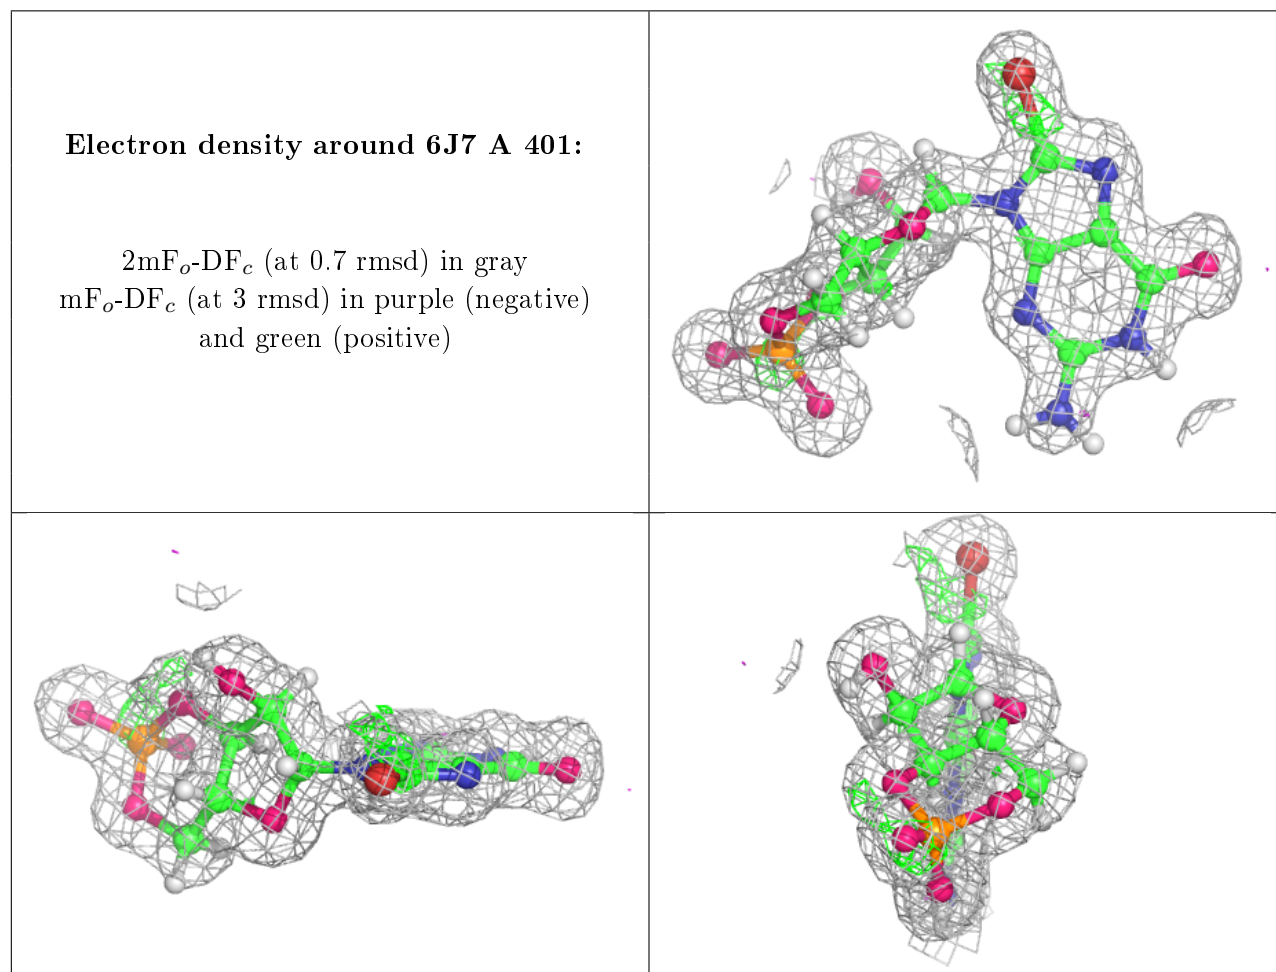 Electron density around 6J7 A 401:
2mFₒ-DF𝒸 (at 0.7 rmsd) in gray
mFₒ-DF𝒸 (at 3 rmsd) in purple (negative)
and green (positive)